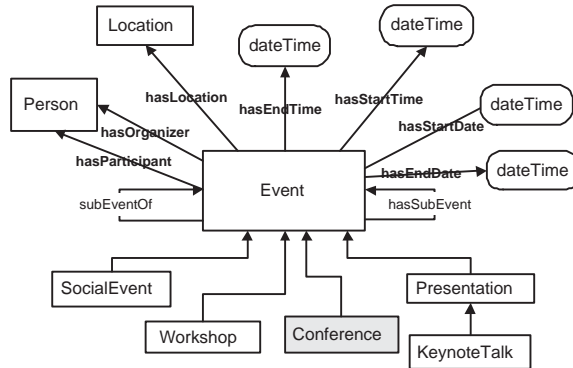 Location
dateTime
dateTime
Person
hasLocation
hasEndTime
hasStartTime
dateTime
hasOrganizer
hasStartDate
hasParticipant
hasEndDate
dateTime
subEventOf
Event
hasSubEvent
SocialEvent
Presentation
Workshop
Conference
KeynoteTalk